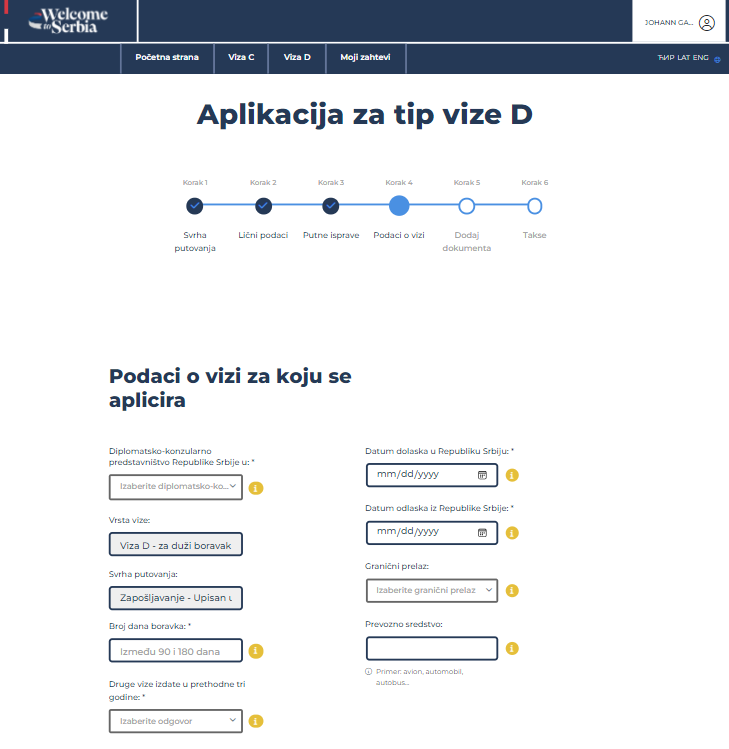 Welcome
to Serbia
JOHANN GA...
Početna strana
Viza C
Viza D
Moji zahtevi
ЋИР LAT ENG
Aplikacija za tip vize D
Korak 1
Korak 2
Korak 3
Korak 4
Korak 5
Korak 6
Svrha
putovanja
Lični podaci
Putne isprave
Podaci o vizi
Dodaj
dokumenta
Takse
Podaci o vizi za koju se
aplicira
Diplomatsko-konzularno
predstavništvo Republike Srbije u: *
Izaberite diplomatsko-ko...
Vrsta vize:
Viza D - za duži boravak
Svrha putovanja:
Zapošljavanje - Upisan u
Broj dana boravka: *
Između 90 i 180 dana
Druge vize izdate u prethodne tri
godine: *
Izaberite odgovor
Datum dolaska u Republiku Srbiju: *
mm/dd/yyyy
Datum odlaska iz Republike Srbije: *
mm/dd/yyyy
Granični prelaz:
Izaberite granični prelaz
Prevozno sredstvo:
Primer: avion, automobil,
autobus...